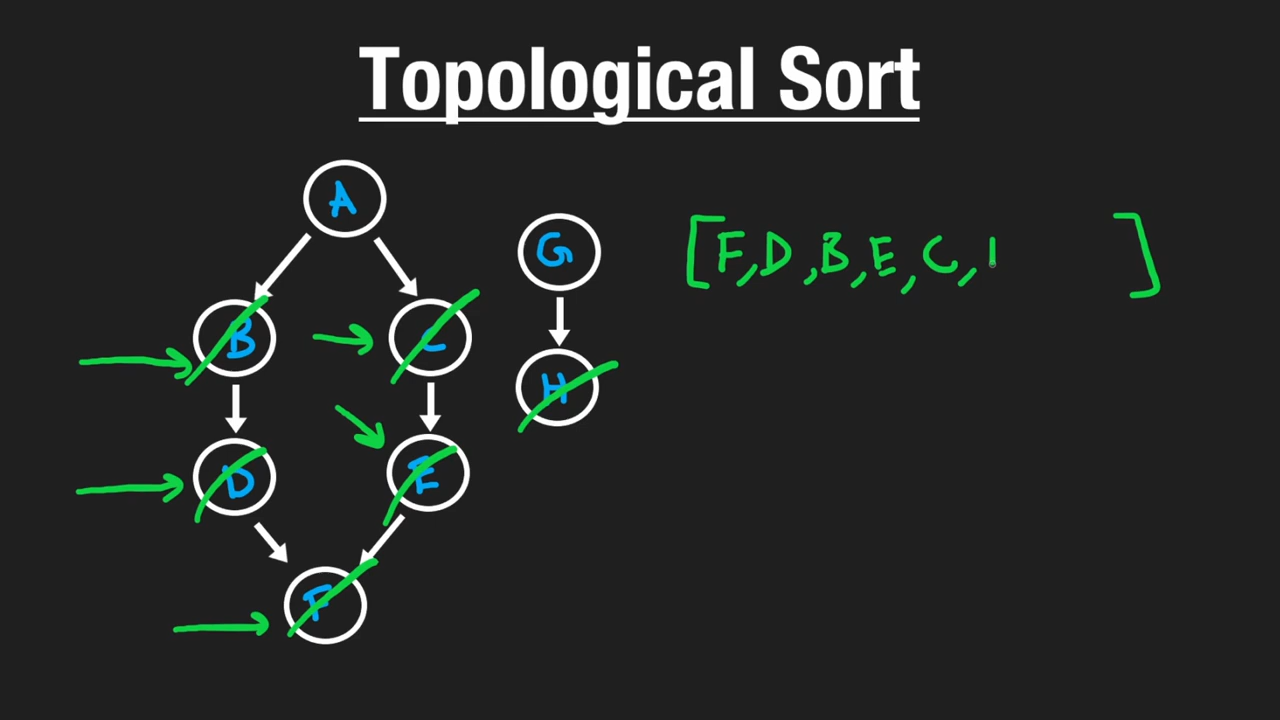 Topological Sort
A
G
[F, D, B, E, C, ]
B
C
H
D
E
F